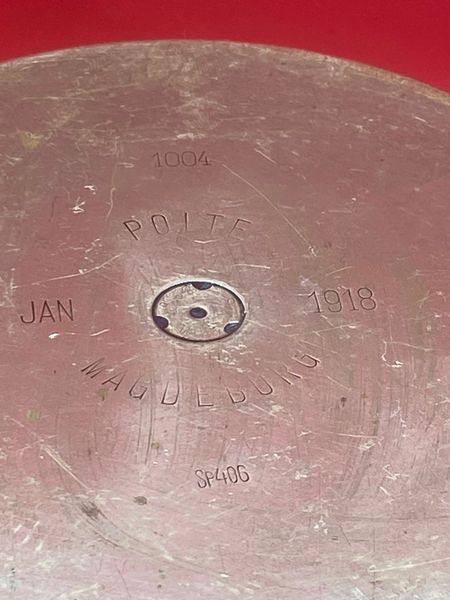 1004
POLTE
JAN
1918
MAGDEBURG
Sp406